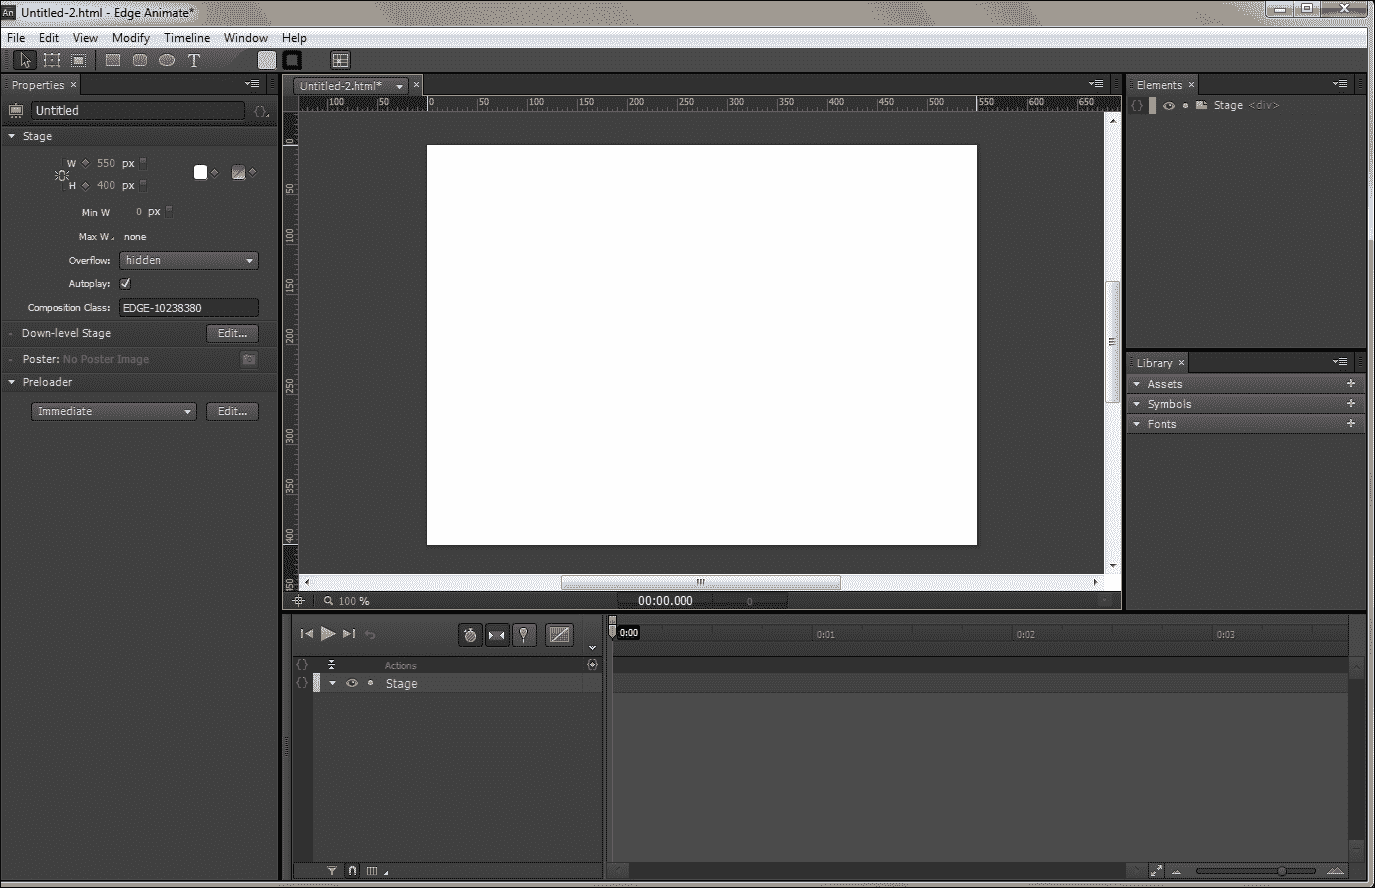 An Untitled-2.html - Edge Animate*
File Edit View Modify Timeline Window Help
T
Properties ×
Untitled
Stage
W 550 px
H 400 px
Min W 0 px
Max W none
Overflow: hidden
Autoplay:
Composition Class: EDGE-10238380
Down-level Stage Edit...
Poster: No Poster Image
Preloader
Immediate Edit...
Untitled-2.html* ×
100 50 0 50 100 150 200 250 300 350 400 450 500 550 600 650
0
50
100
150
200
250
300
350
400
450
100 %
00:00.000 0
Elements ×
{} Stage <div>
Library ×
Assets +
Symbols +
Fonts +
0:00 0:01 0:02 0:03
{} Actions
{} Stage